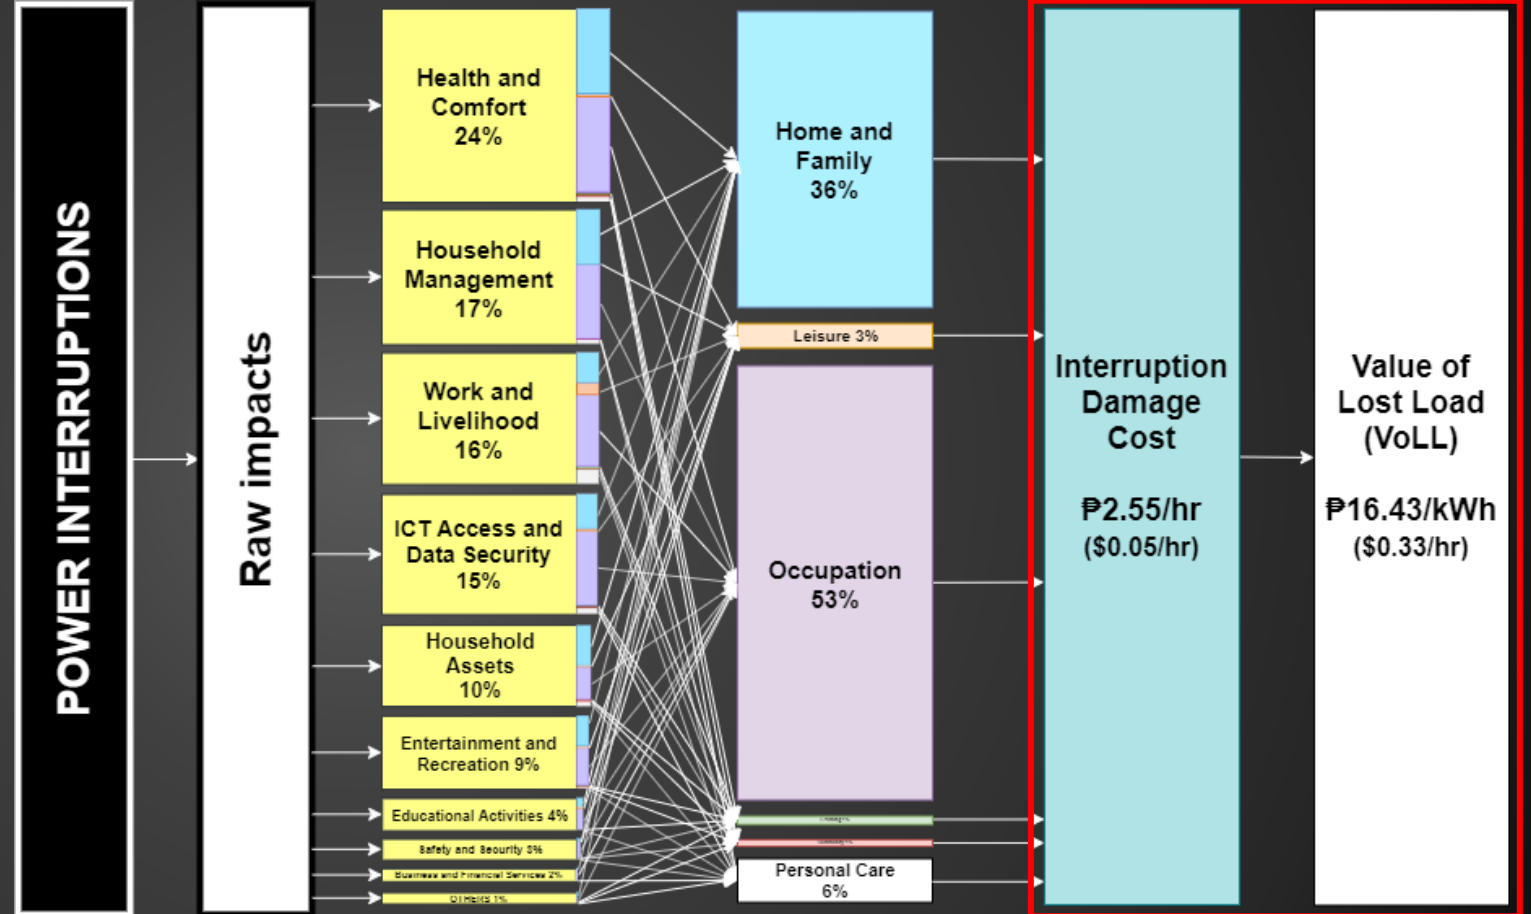 POWER INTERRUPTIONS
Raw impacts
Health and
Comfort
24%
Household
Management
17%
Work and
Livelihood
16%
ICT Access and
Data Security
15%
Household
Assets
10%
Entertainment and
Recreation 9%
Educational Activities 4%
Safety and Security 3%
Business and Financial Services 2%
OTHERS 1%
Home and
Family
36%
Leisure 3%
Occupation
53%
Personal Care
6%
Interruption
Damage
Cost
₱2.55/hr
($0.05/hr)
Value of
Lost Load
(VoLL)
₱16.43/kWh
($0.33/hr)